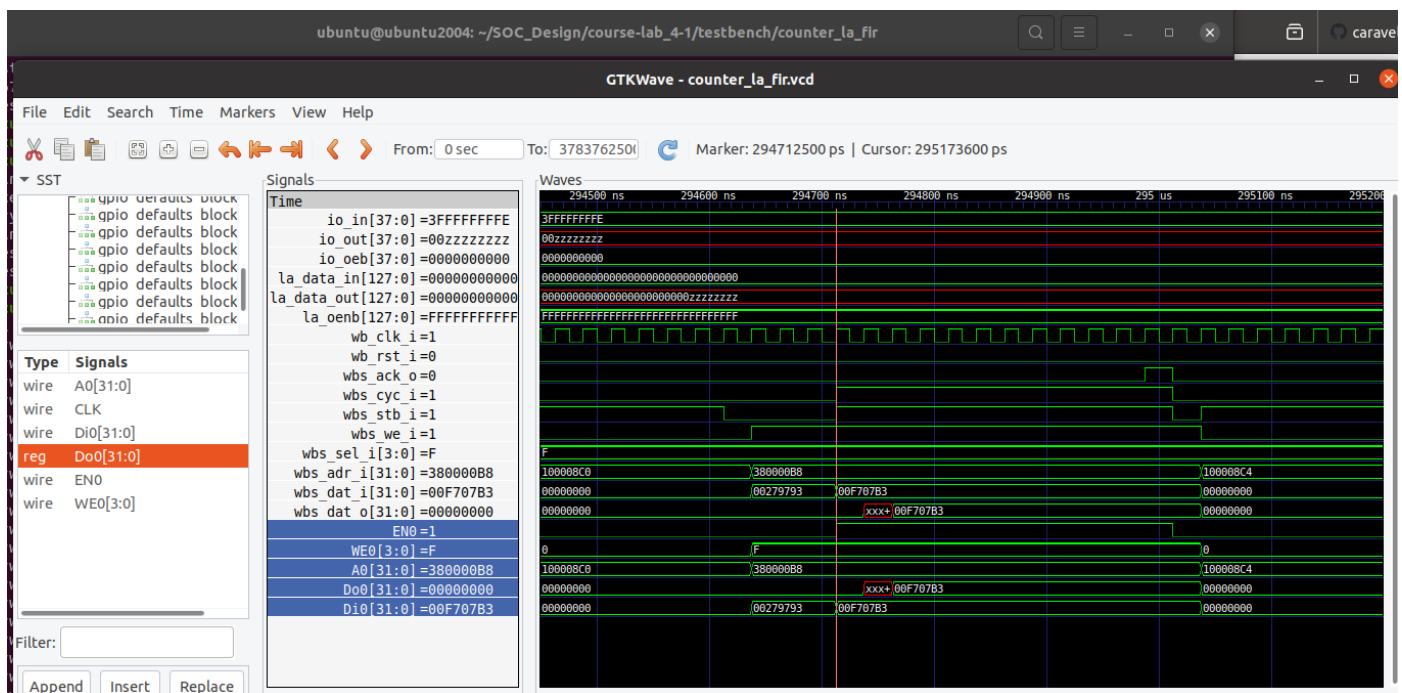 ubuntu@ubuntu2004: ~/SOC_Design/course-lab_4-1/testbench/counter_la_fir
carave
GTKWave - counter_la_fir.vcd
File Edit Search Time Markers View Help
From: 0 sec To: 3783762500 Marker: 294712500 ps | Cursor: 295173600 ps
SST
gpio defaults block
gpio defaults block
gpio defaults block
gpio defaults block
gpio defaults block
gpio defaults block
gpio defaults block
gpio defaults block
Type Signals
wire A0[31:0]
wire CLK
wire Di0[31:0]
reg Do0[31:0]
wire EN0
wire WE0[3:0]
Filter:
Append Insert Replace
Signals
Time
io_in[37:0] =3FFFFFFFFE
io_out[37:0] =00zzzzzzzz
io_oeb[37:0] =0000000000
la_data_in[127:0] =00000000000
la_data_out[127:0] =00000000000
la_oenb[127:0] =FFFFFFFFFFF
wb_clk_i =1
wb_rst_i =0
wbs_ack_o =0
wbs_cyc_i =1
wbs_stb_i =1
wbs_we_i =1
wbs_sel_i[3:0] =F
wbs_adr_i[31:0] =380000B8
wbs_dat_i[31:0] =00F707B3
wbs_dat_o[31:0] =00000000
EN0 =1
WE0[3:0] =F
A0[31:0] =380000B8
Do0[31:0] =00000000
Di0[31:0] =00F707B3
Waves
294500 ns 294600 ns 294700 ns 294800 ns 294900 ns 295 us 295100 ns 295200
3FFFFFFFFE
00zzzzzzzz
0000000000
00000000000000000000000000000000
000000000000000000000000zzzzzzzz
FFFFFFFFFFFFFFFFFFFFFFFFFFFFFFFF
F
100008C0 380000B8 100008C4
00000000 00279793 00F707B3 00000000
00000000 xxx+ 00F707B3 00000000
0 F 0
100008C0 380000B8 100008C4
00000000 xxx+ 00F707B3 00000000
00000000 00279793 00F707B3 00000000